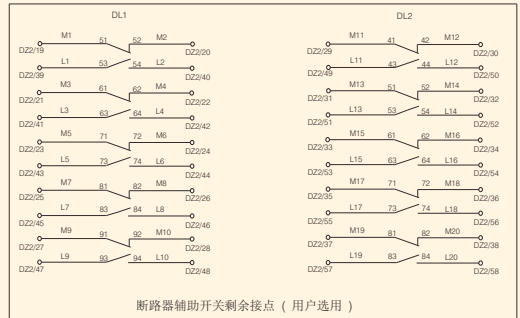 DL1 DL2
M1 51 52 M2
DZ2/19 DZ2/20
L1 53 54 L2
DZ2/39 DZ2/40
M3 61 62 M4
DZ2/21 DZ2/22
L3 63 64 L4
DZ2/41 DZ2/42
M5 71 72 M6
DZ2/23 DZ2/24
L5 73 74 L6
DZ2/43 DZ2/44
M7 81 82 M8
DZ2/25 DZ2/26
L7 83 84 L8
DZ2/45 DZ2/46
M9 91 92 M10
DZ2/27 DZ2/28
L9 93 94 L10
DZ2/47 DZ2/48
M11 41 42 M12
DZ2/29 DZ2/30
L11 43 44 L12
DZ2/49 DZ2/50
M13 51 52 M14
DZ2/31 DZ2/32
L13 53 54 L14
DZ2/51 DZ2/52
M15 61 62 M16
DZ2/33 DZ2/34
L15 63 64 L16
DZ2/53 DZ2/54
M17 71 72 M18
DZ2/35 DZ2/36
L17 73 74 L18
DZ2/55 DZ2/56
M19 81 82 M20
DZ2/37 DZ2/38
L19 83 84 L20
DZ2/57 DZ2/58
断路器辅助开关剩余接点 ( 用户选用 )